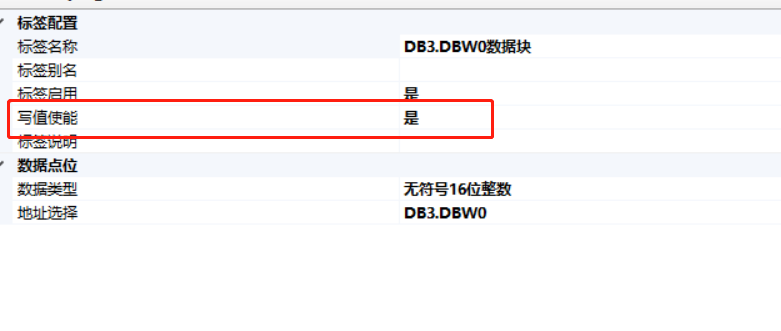 标签配置
标签名称 DB3.DBW0数据块
标签别名
标签启用 是
写值使能 是
标签说明
数据点位
数据类型 无符号16位整数
地址选择 DB3.DBW0